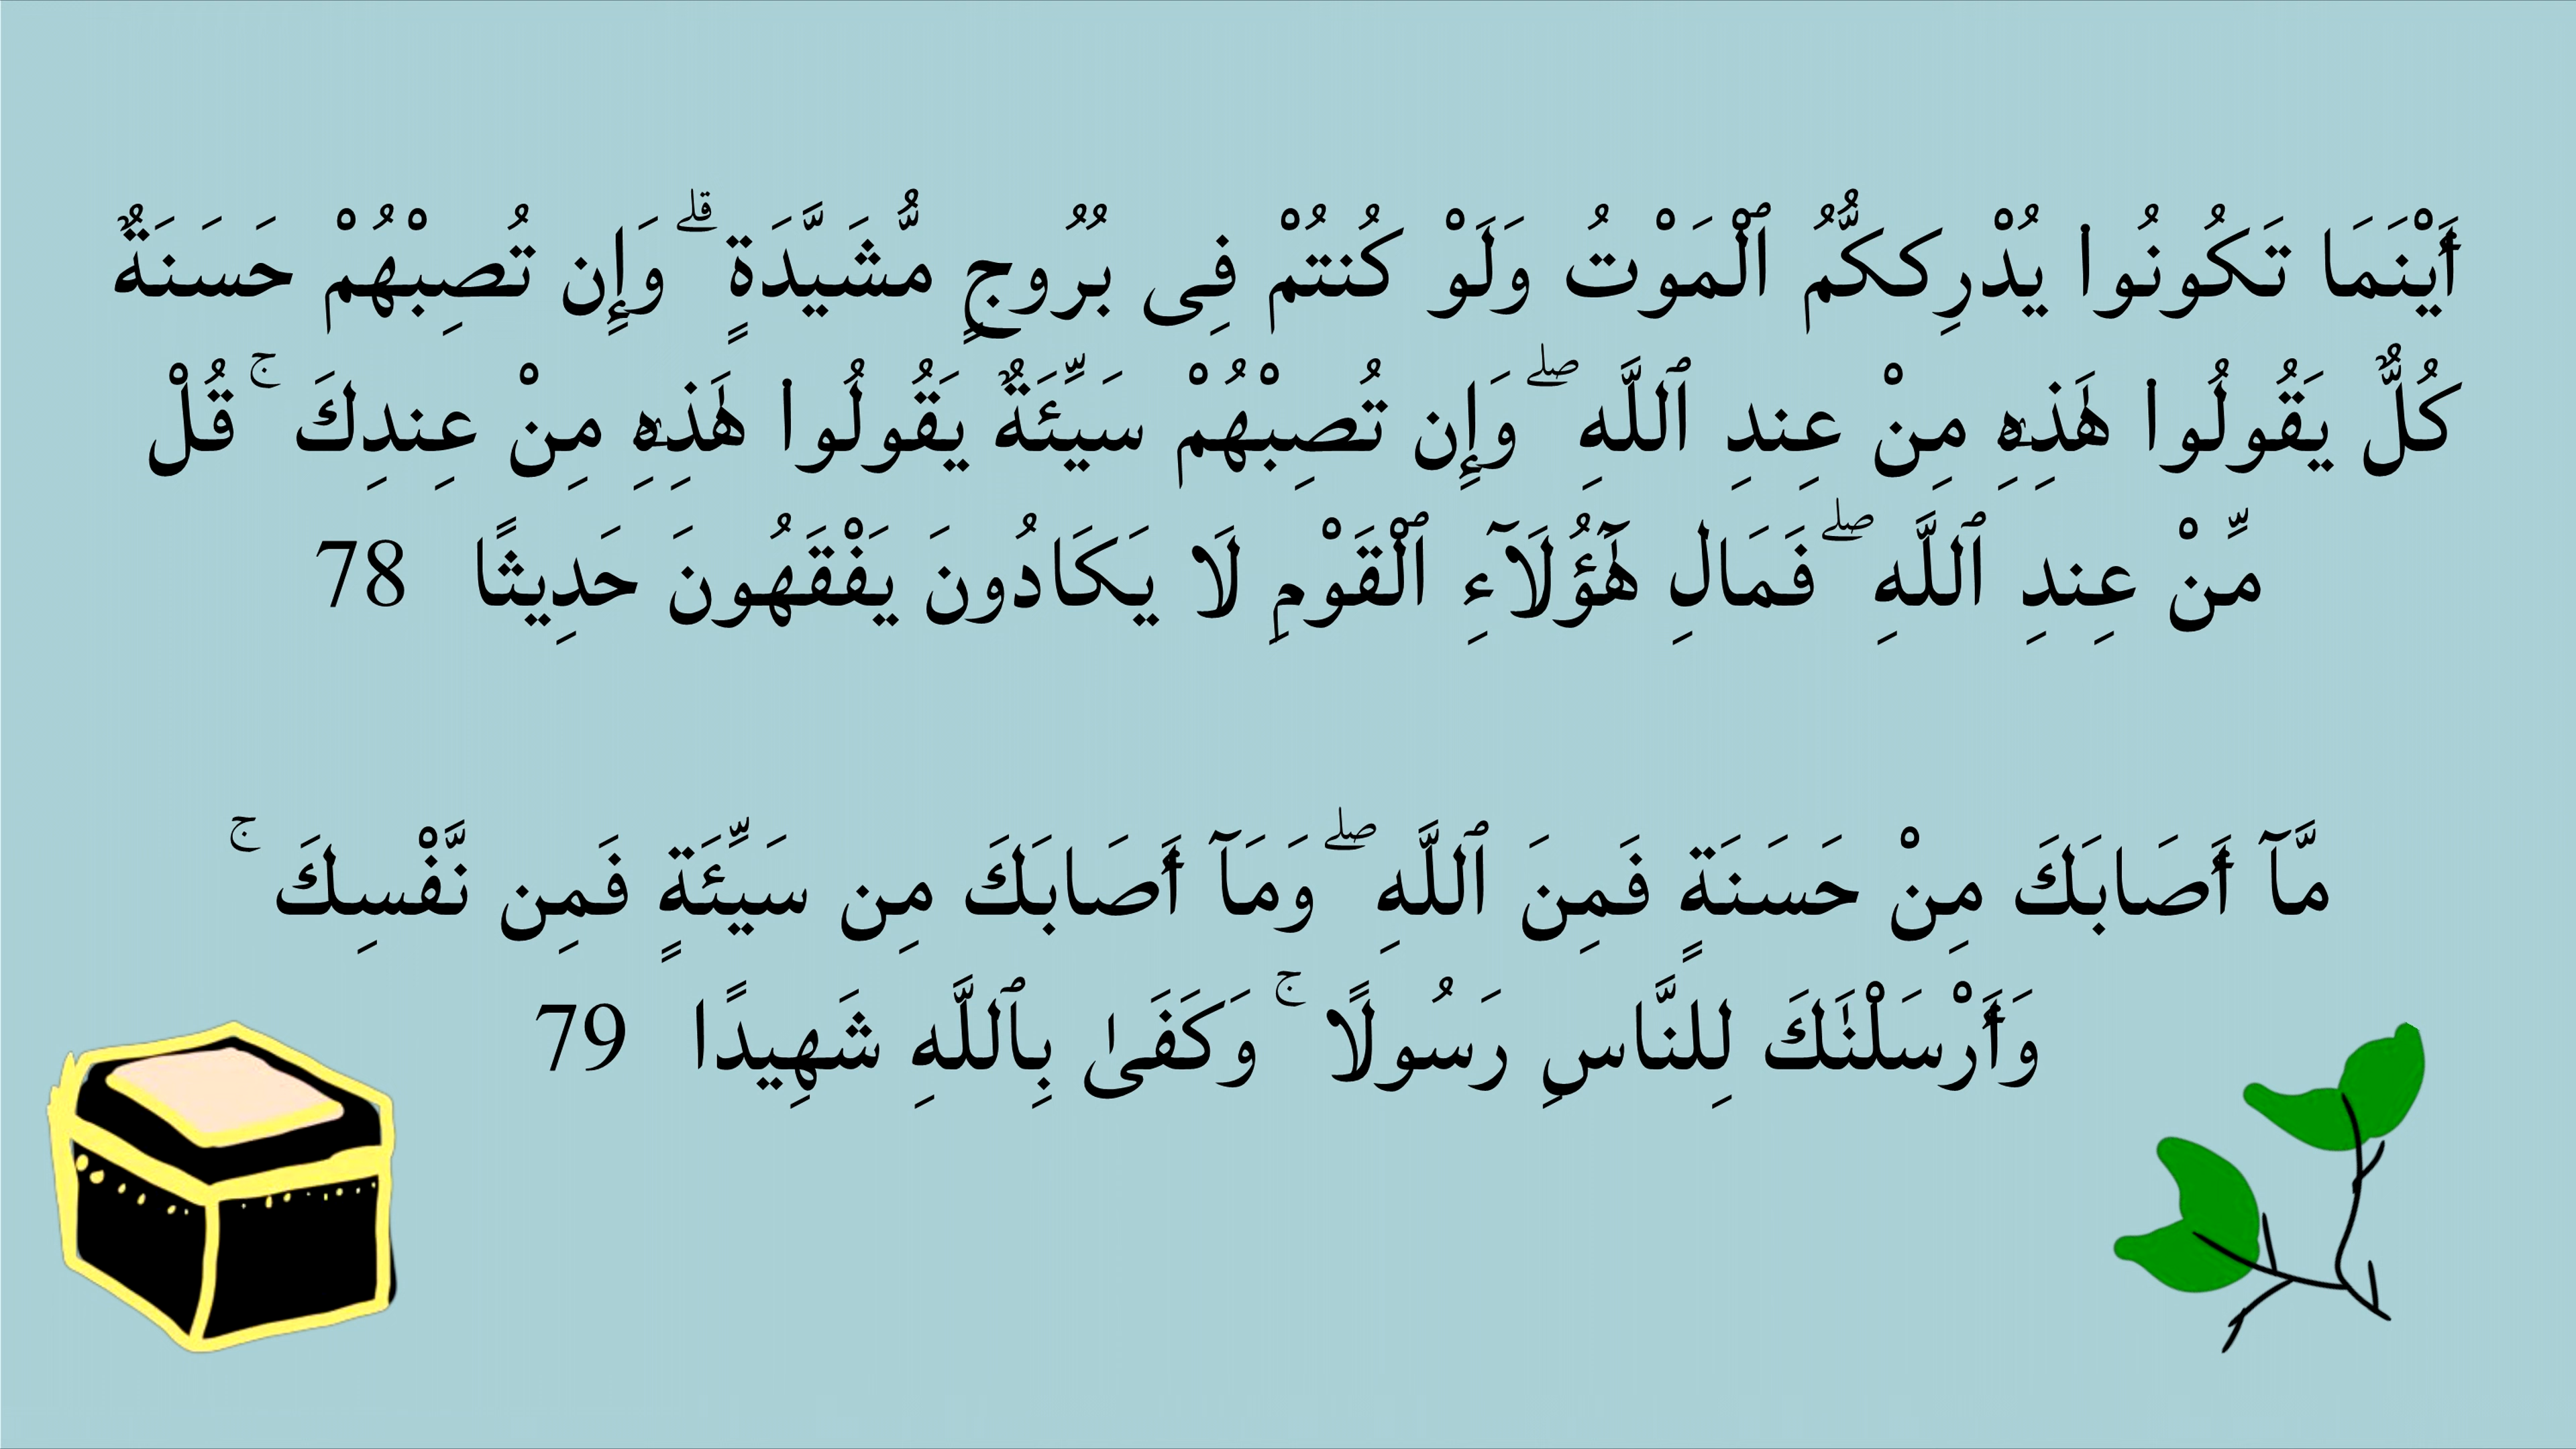 أَيْنَمَا تَكُونُوا۟ يُدْرِككُّمُ ٱلْمَوْتُ وَلَوْ كُنتُمْ فِى بُرُوجٍ مُّشَيَّدَةٍ ۗ وَإِن تُصِبْهُمْ حَسَنَةٌ
كُلٌّ يَقُولُوا۟ هَٰذِهِۦ مِنْ عِندِ ٱللَّهِ ۖ وَإِن تُصِبْهُمْ سَيِّئَةٌ يَقُولُوا۟ هَٰذِهِۦ مِنْ عِندِكَ ۚ قُلْ
مِّنْ عِندِ ٱللَّهِ ۖ فَمَالِ هَٰٓؤُلَآءِ ٱلْقَوْمِ لَا يَكَادُونَ يَفْقَهُونَ حَدِيثًا 78
مَّآ أَصَابَكَ مِنْ حَسَنَةٍ فَمِنَ ٱللَّهِ ۖ وَمَآ أَصَابَكَ مِن سَيِّئَةٍ فَمِن نَّفْسِكَ ۚ
وَأَرْسَلْنَٰكَ لِلنَّاسِ رَسُولًا ۚ وَكَفَىٰ بِٱللَّهِ شَهِيدًا 79